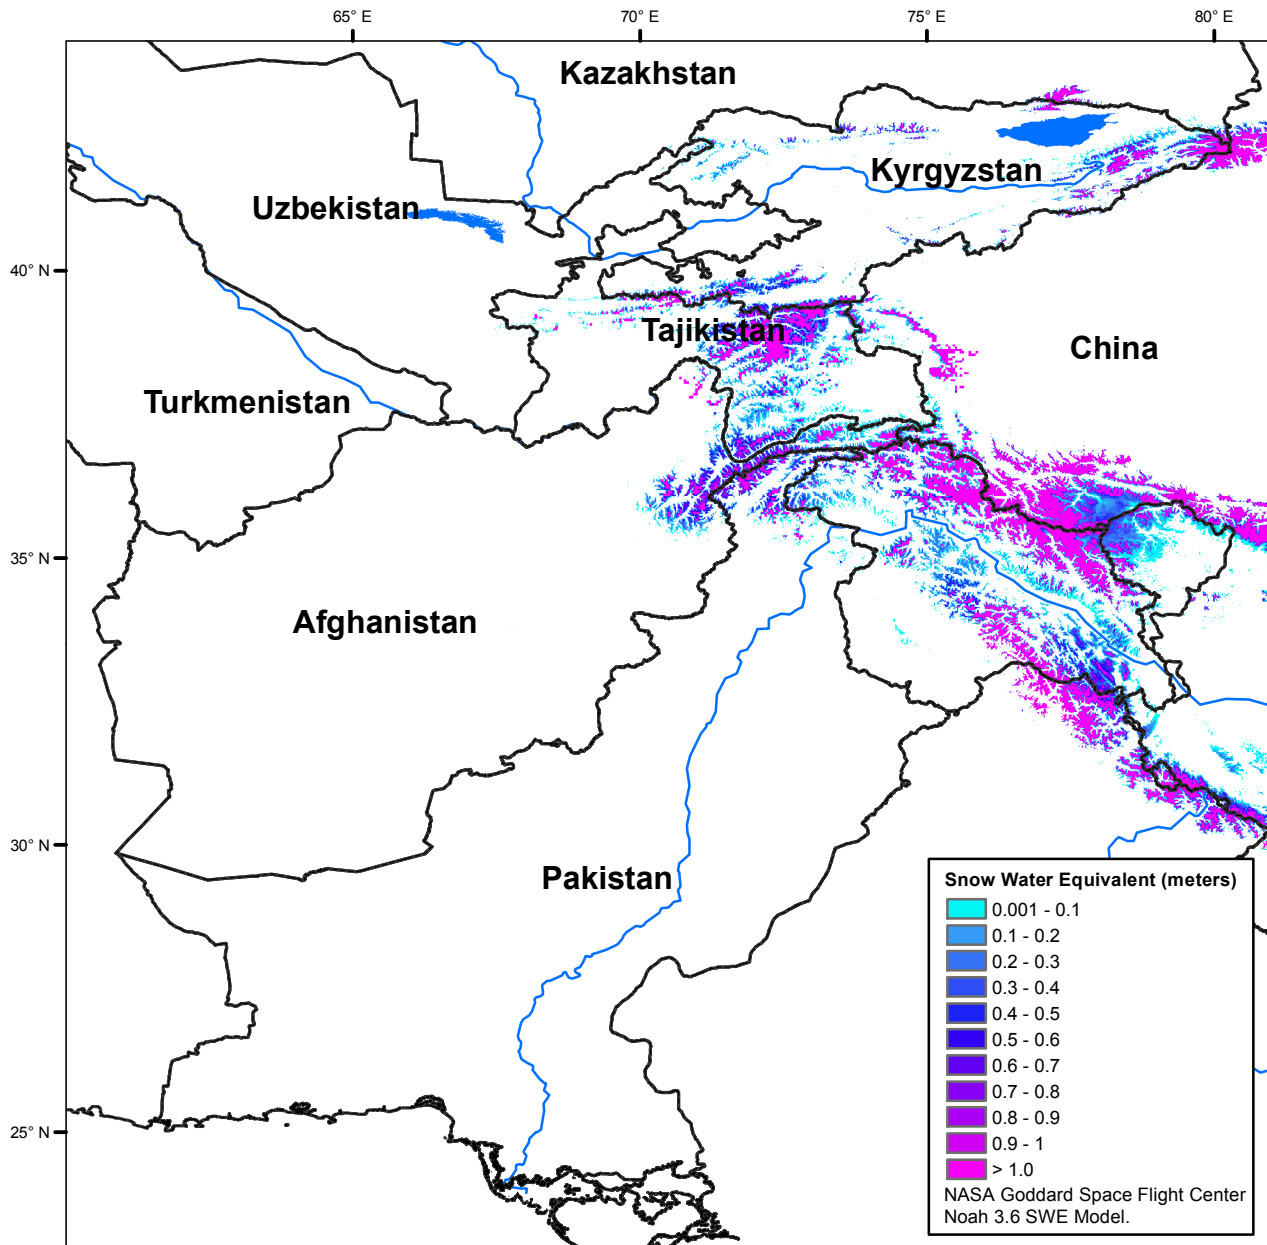 65° E
70° E
75° E
80° E
Kazakhstan
Kyrgyzstan
Uzbekistan
40° N
Tajikistan
China
Turkmenistan
35° N
Afghanistan
30° N
Pakistan
25° N
Snow Water Equivalent (meters)
0.001 - 0.1
0.1 - 0.2
0.2 - 0.3
0.3 - 0.4
0.4 - 0.5
0.5 - 0.6
0.6 - 0.7
0.7 - 0.8
0.8 - 0.9
0.9 - 1
> 1.0
NASA Goddard Space Flight Center
Noah 3.6 SWE Model.